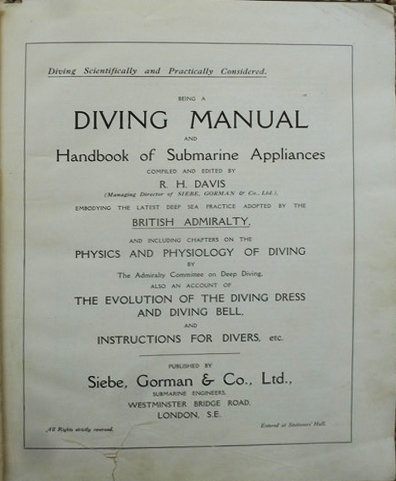 Diving Scientifically and Practically Considered.
BEING A
DIVING MANUAL
AND
Handbook of Submarine Appliances
COMPILED AND EDITED BY
R. H. DAVIS
(Managing Director of SIEBE, GORMAN & Co., Ltd.),
EMBODYING THE LATEST DEEP SEA PRACTICE ADOPTED BY THE
BRITISH ADMIRALTY,
AND INCLUDING CHAPTERS ON THE
PHYSICS AND PHYSIOLOGY OF DIVING
BY
The Admiralty Committee on Deep Diving,
ALSO AN ACCOUNT OF
THE EVOLUTION OF THE DIVING DRESS
AND DIVING BELL,
AND
INSTRUCTIONS FOR DIVERS, etc.
PUBLISHED BY
Siebe, Gorman & Co., Ltd.,
SUBMARINE ENGINEERS,
WESTMINSTER BRIDGE ROAD,
LONDON, S.E.
All Rights strictly reserved.
Entered at Stationers' Hall.